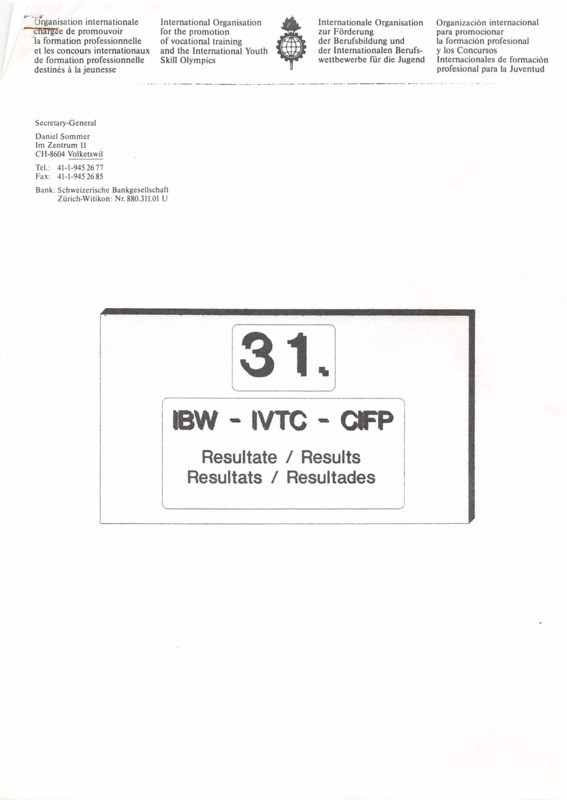 Organisation internationale
chargée de promouvoir
la formation professionnelle
et les concours internationaux
de formation professionnelle
destinés à la jeunesse
International Organisation
for the promotion
of vocational training
and the International Youth
Skill Olympics
Internationale Organisation
zur Förderung
der Berufsbildung und
der Internationalen Berufs-
wettbewerbe für die Jugend
Organización internacional
para promocionar
la formación profesional
y los Concursos
Internacionales de formación
profesional para la Juventud
Secretary-General
Daniel Sommer
Im Zentrum 11
CH-8604 Volketswil
Tel.: 41-1-945 26 77
Fax: 41-1-945 26 85
Bank: Schweizerische Bankgesellschaft
Zürich-Witikon: Nr. 880.311.01 U
31.
IBW - IVTC - CIFP
Resultate / Results
Resultats / Resultades